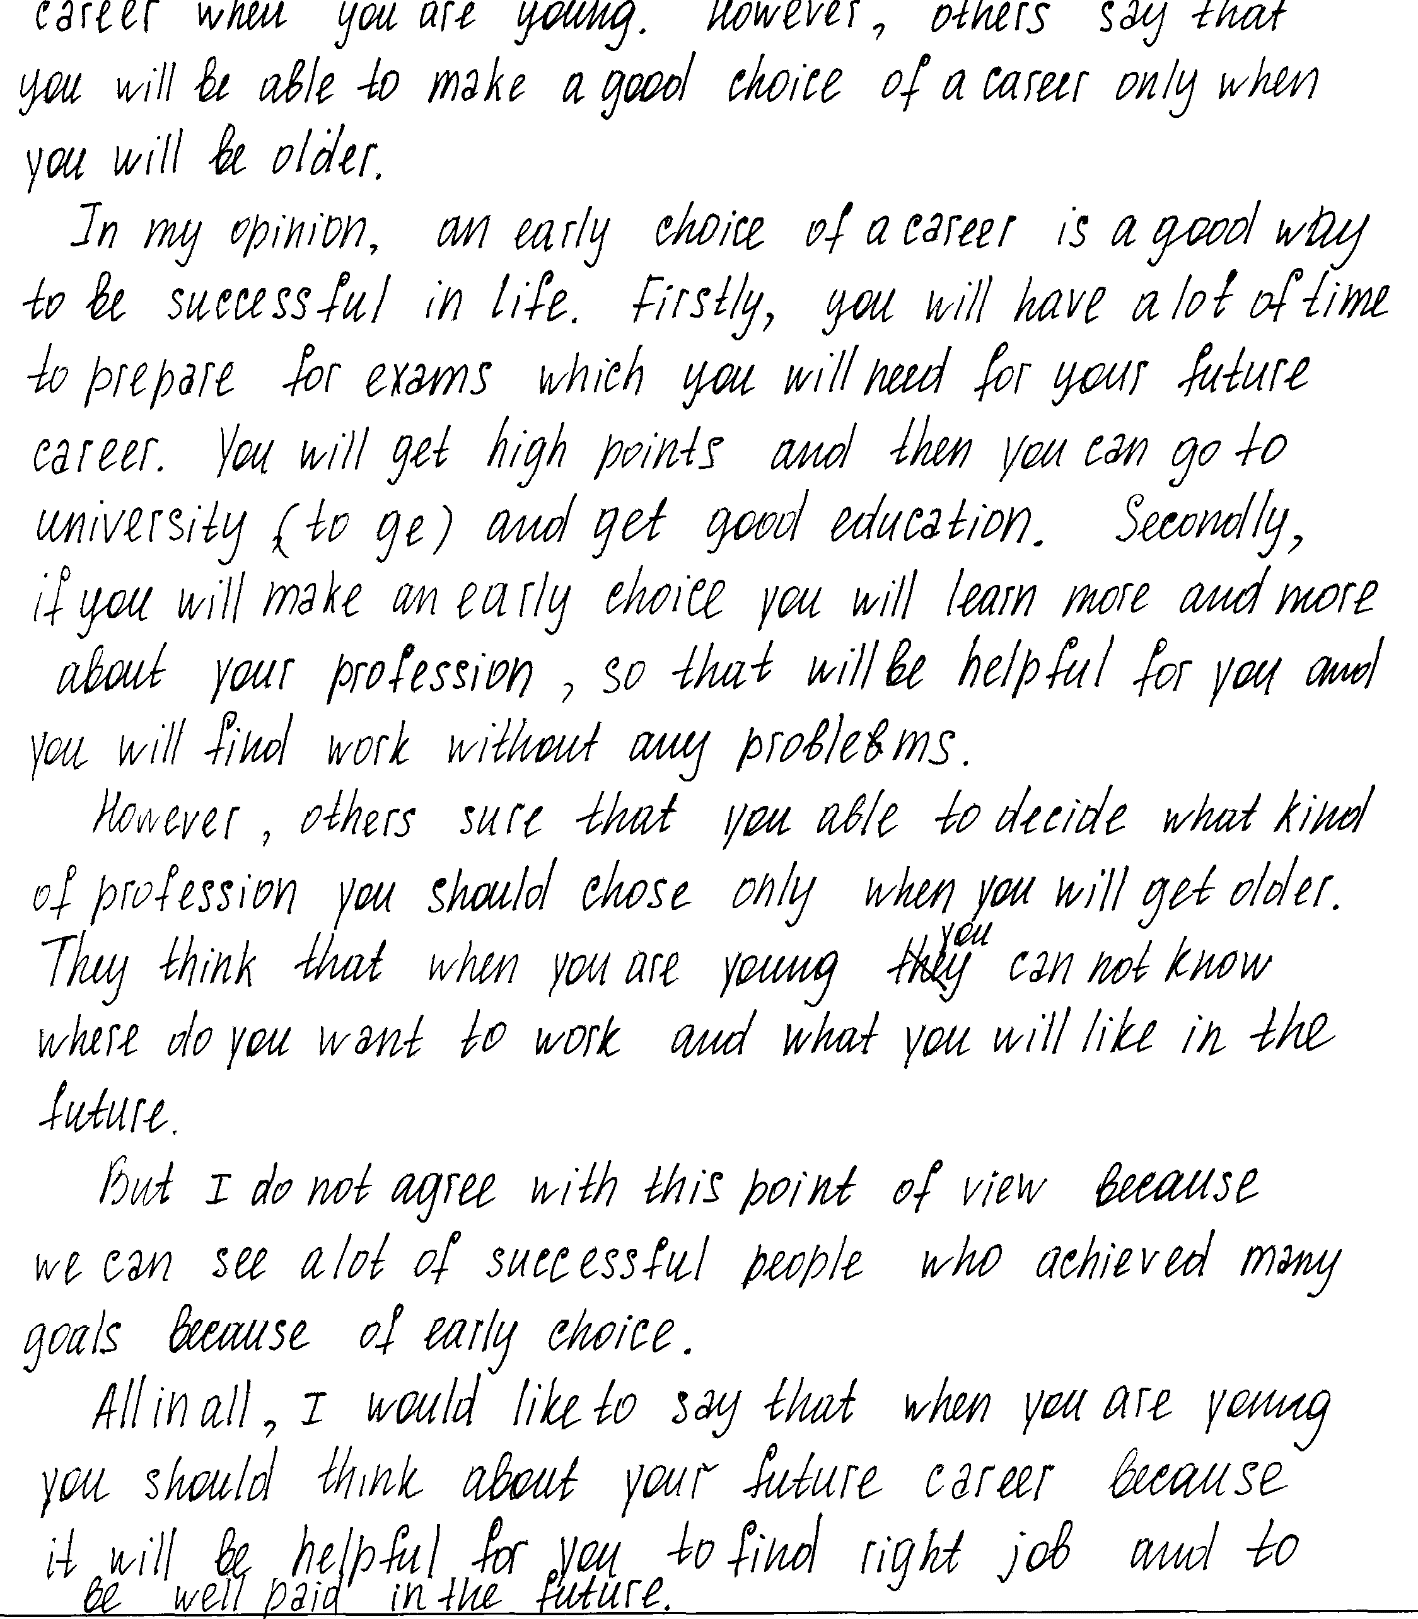 career when you are young. However, others say that
you will be able to make a good choice of a career only when
you will be older.
In my opinion, an early choice of a career is a good way
to be successful in life. Firstly, you will have a lot of time
to prepare for exams which you will need for your future
career. You will get high points and then you can go to
university (to ge) and get good education. Secondly,
if you will make an early choice you will learn more and more
about your profession, so that will be helpful for you and
you will find work without any problems.
However, others sure that you able to decide what kind
of profession you should chose only when you will get older.
They think that when you are young you can not know
where do you want to work and what you will like in the
future.
But I do not agree with this point of view because
we can see a lot of successful people who achieved many
goals because of early choice.
All in all, I would like to say that when you are young
you should think about your future career because
it will be helpful for you to find right job and to
be well paid in the future.